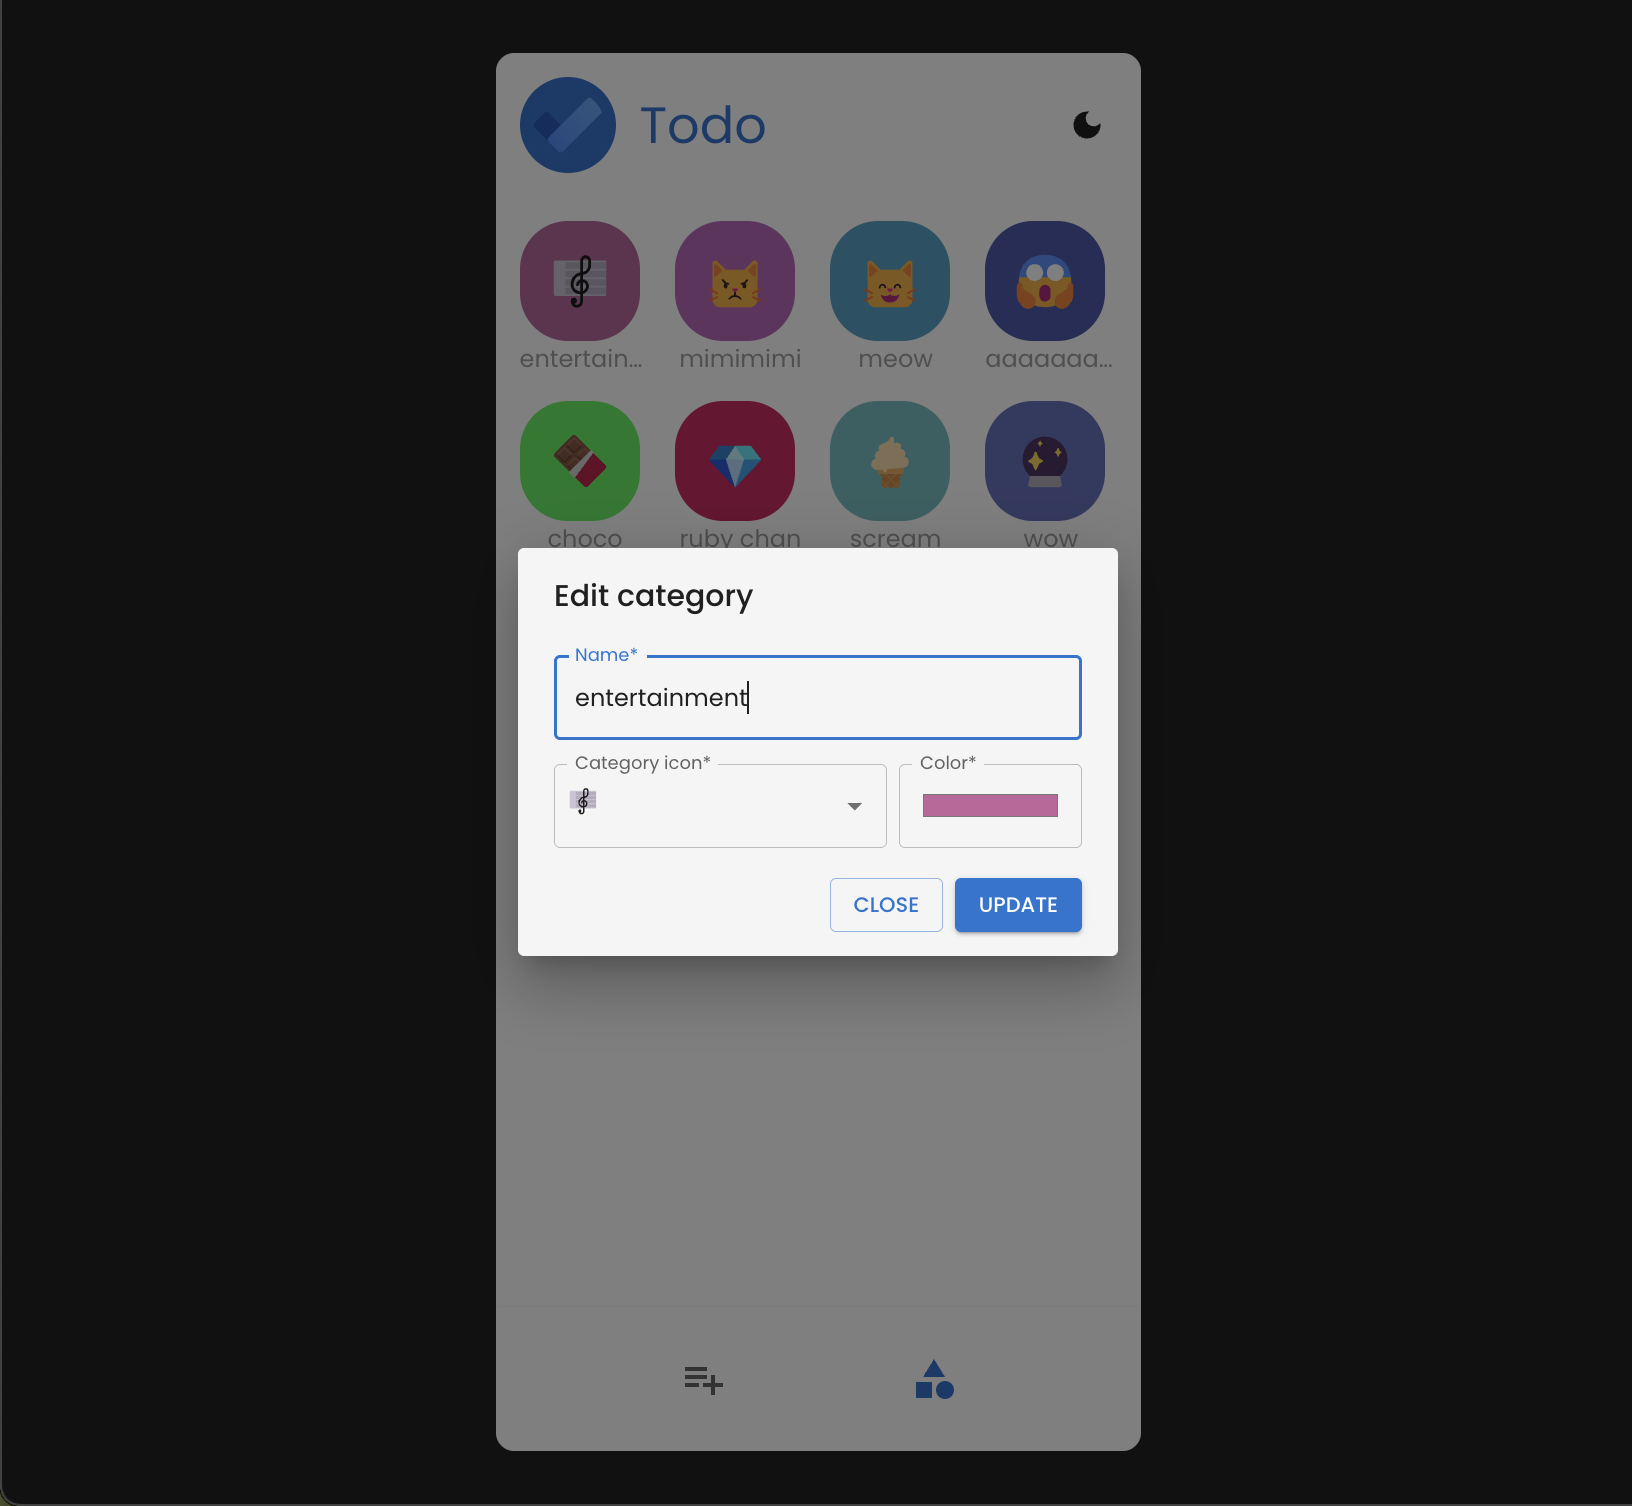 Todo
entertain... mimimimi meow aaaaaaa...
choco ruby chan scream wow
Edit category
Name*
entertainment
Category icon* Color*
CLOSE UPDATE